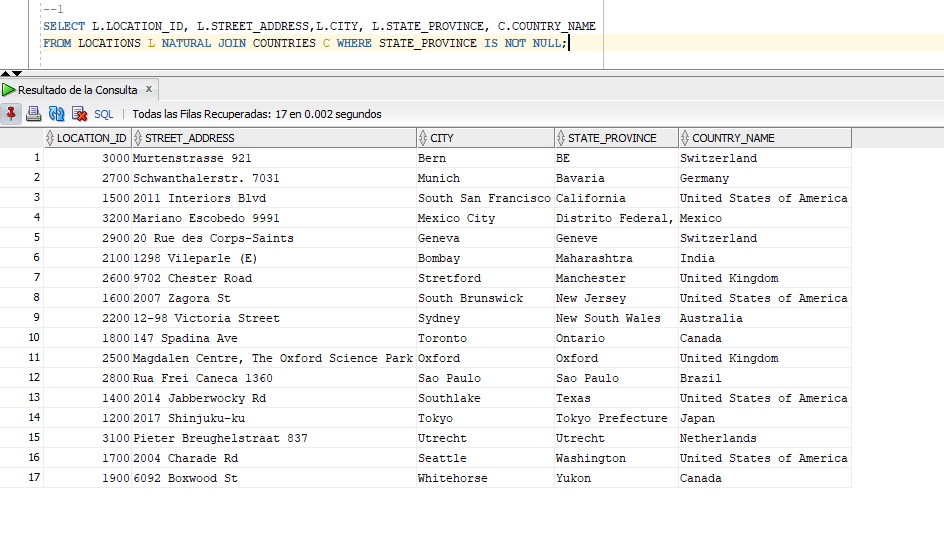 --1
SELECT L.LOCATION_ID, L.STREET_ADDRESS,L.CITY, L.STATE_PROVINCE, C.COUNTRY_NAME
FROM LOCATIONS L NATURAL JOIN COUNTRIES C WHERE STATE_PROVINCE IS NOT NULL;
Resultado de la Consulta x
SQL | Todas las Filas Recuperadas: 17 en 0.002 segundos
LOCATION_ID STREET_ADDRESS CITY STATE_PROVINCE COUNTRY_NAME
1 3000 Murtenstrasse 921 Bern BE Switzerland
2 2700 Schwanthalerstr. 7031 Munich Bavaria Germany
3 1500 2011 Interiors Blvd South San Francisco California United States of America
4 3200 Mariano Escobedo 9991 Mexico City Distrito Federal, Mexico
5 2900 20 Rue des Corps-Saints Geneva Geneve Switzerland
6 2100 1298 Vileparle (E) Bombay Maharashtra India
7 2600 9702 Chester Road Stretford Manchester United Kingdom
8 1600 2007 Zagora St South Brunswick New Jersey United States of America
9 2200 12-98 Victoria Street Sydney New South Wales Australia
10 1800 147 Spadina Ave Toronto Ontario Canada
11 2500 Magdalen Centre, The Oxford Science Park Oxford Oxford United Kingdom
12 2800 Rua Frei Caneca 1360 Sao Paulo Sao Paulo Brazil
13 1400 2014 Jabberwocky Rd Southlake Texas United States of America
14 1200 2017 Shinjuku-ku Tokyo Tokyo Prefecture Japan
15 3100 Pieter Breughelstraat 837 Utrecht Utrecht Netherlands
16 1700 2004 Charade Rd Seattle Washington United States of America
17 1900 6092 Boxwood St Whitehorse Yukon Canada